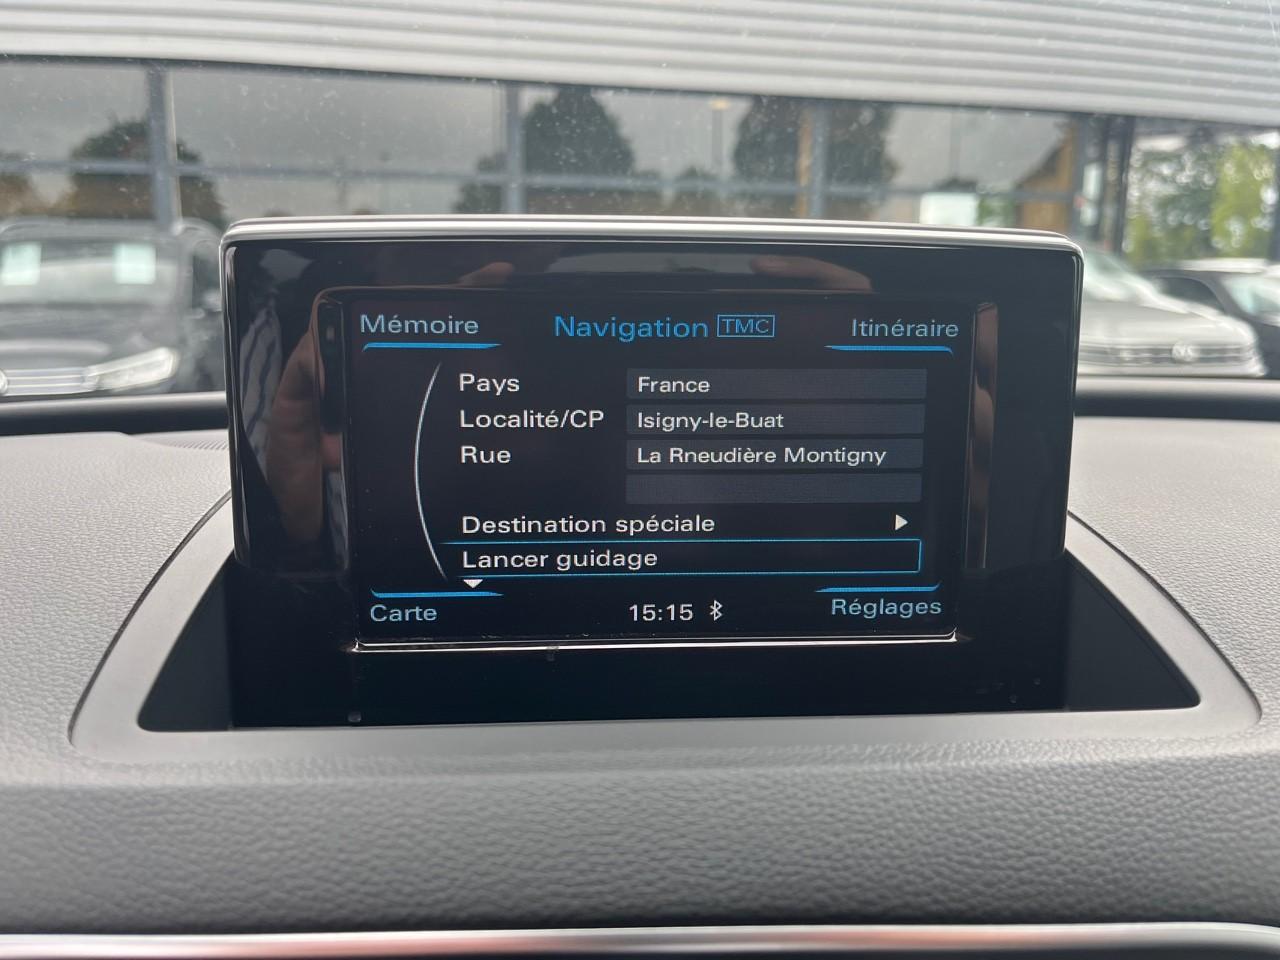 Mémoire Navigation TMC Itinéraire
Pays France
Localité/CP Isigny-le-Buat
Rue La Rneudière Montigny
Destination spéciale
Lancer guidage
Carte 15:15 Réglages